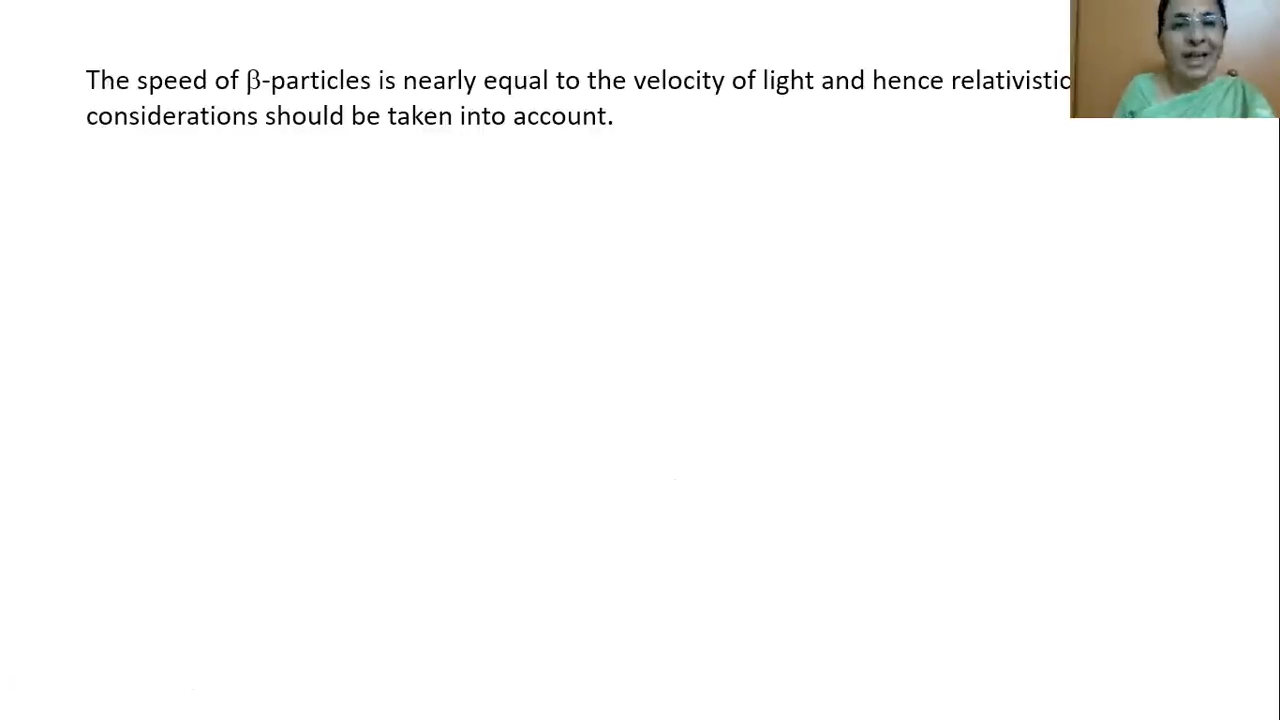 The speed of β-particles is nearly equal to the velocity of light and hence relativistic
considerations should be taken into account.